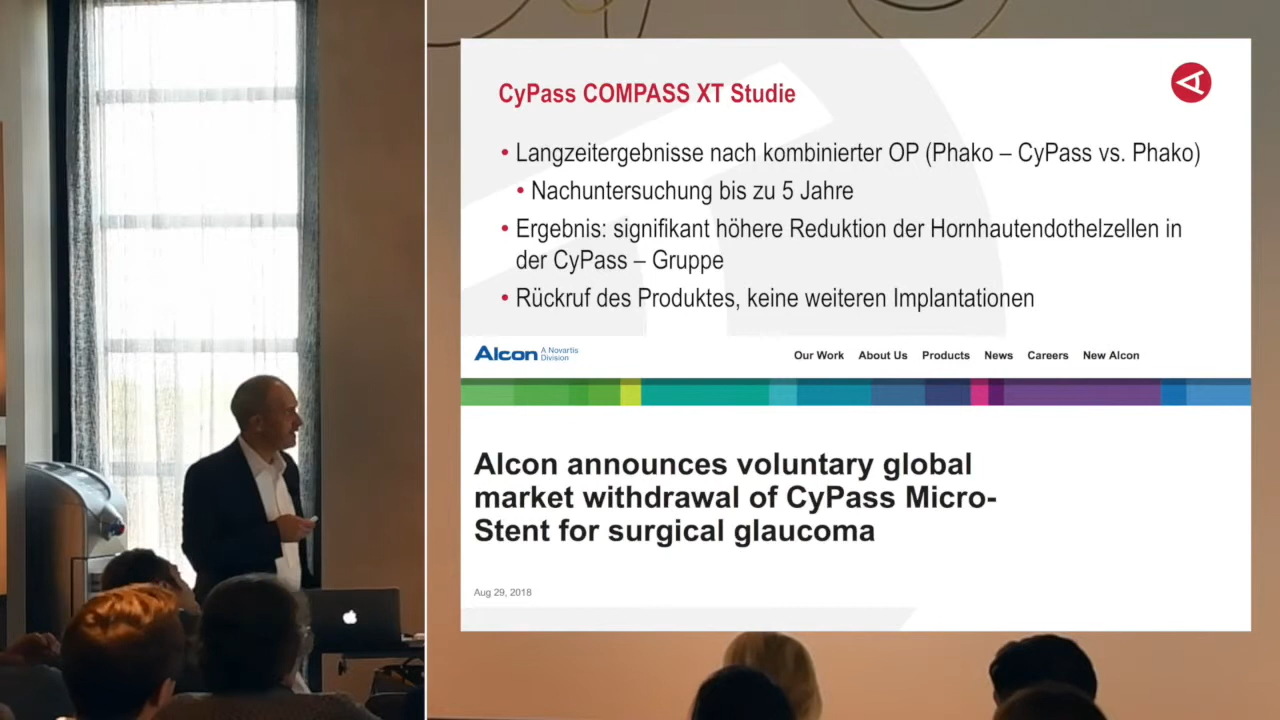 CyPass COMPASS XT Studie
• Langzeitergebnisse nach kombinierter OP (Phako – CyPass vs. Phako)
• Nachuntersuchung bis zu 5 Jahre
• Ergebnis: signifikant höhere Reduktion der Hornhautendothelzellen in
der CyPass – Gruppe
• Rückruf des Produktes, keine weiteren Implantationen
Alcon A Novartis
Division
Our Work About Us Products News Careers New Alcon
Alcon announces voluntary global
market withdrawal of CyPass Micro-
Stent for surgical glaucoma
Aug 29, 2018